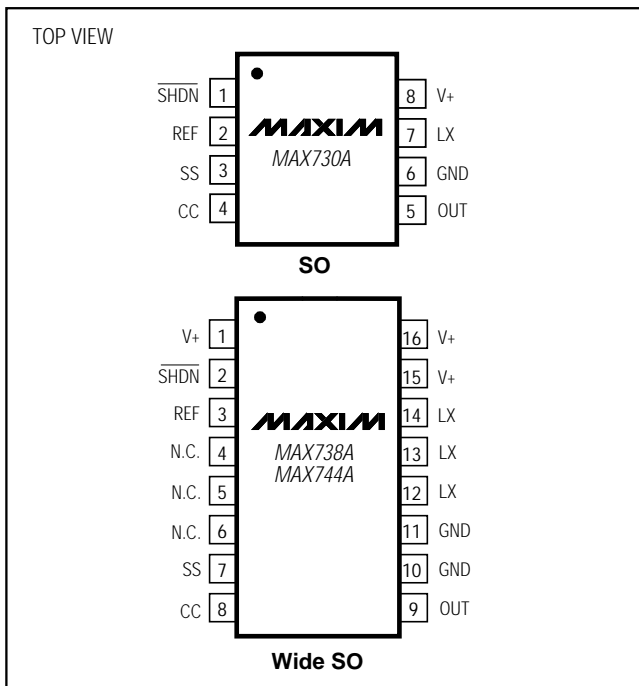 TOP VIEW
SHDN 1
REF 2
SS 3
CC 4
8 V+
7 LX
6 GND
5 OUT
MAXIM
MAX730A
SO
V+ 1
SHDN 2
REF 3
N.C. 4
N.C. 5
N.C. 6
SS 7
CC 8
16 V+
15 V+
14 LX
13 LX
12 LX
11 GND
10 GND
9 OUT
MAXIM
MAX738A
MAX744A
Wide SO